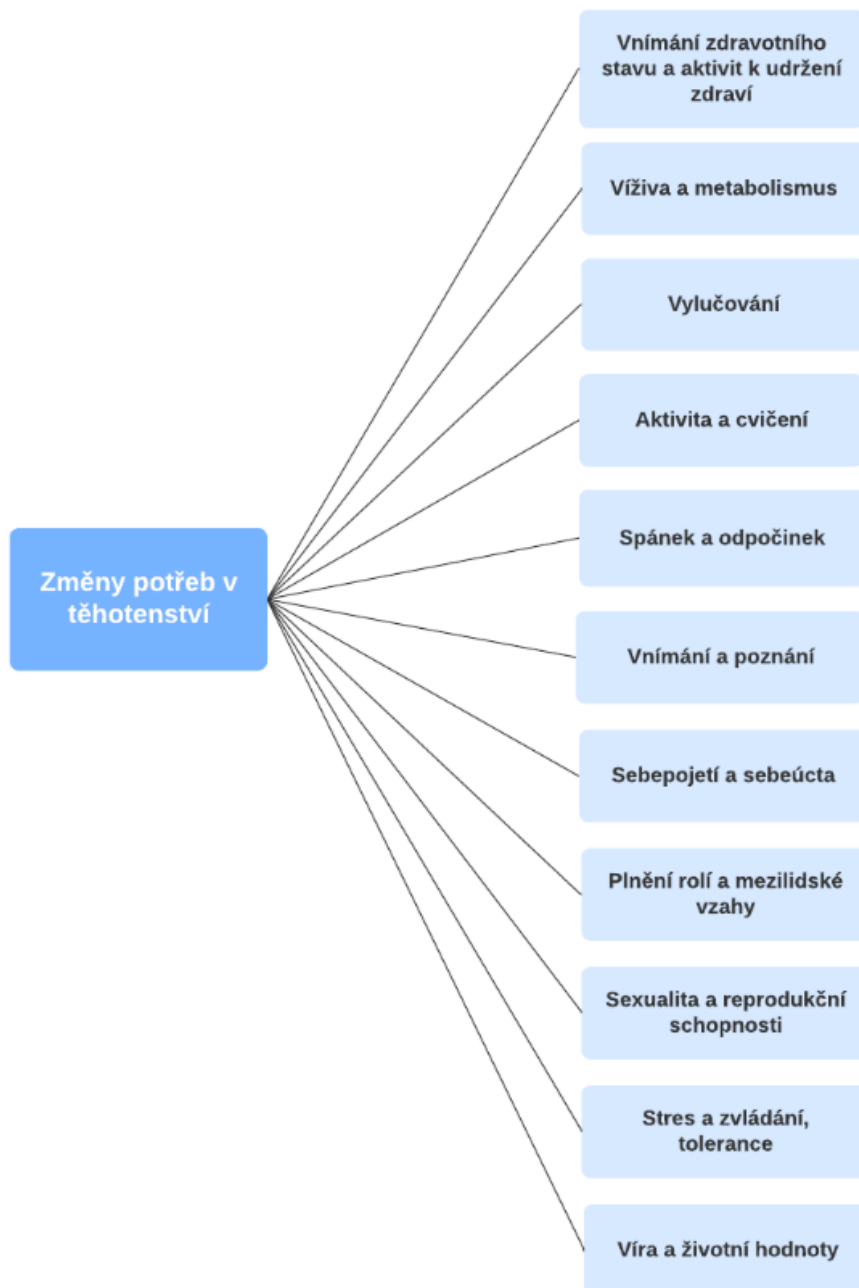 Vnímání zdravotního
stavu a aktivit k udržení
zdraví
Víživa a metabolismus
Vylučování
Aktivita a cvičení
Spánek a odpočinek
Změny potřeb v
těhotenství
Vnímání a poznání
Sebepojetí a sebeúcta
Plnění rolí a mezilidské
vzahy
Sexualita a reprodukční
schopnosti
Stres a zvládání,
tolerance
Víra a životní hodnoty